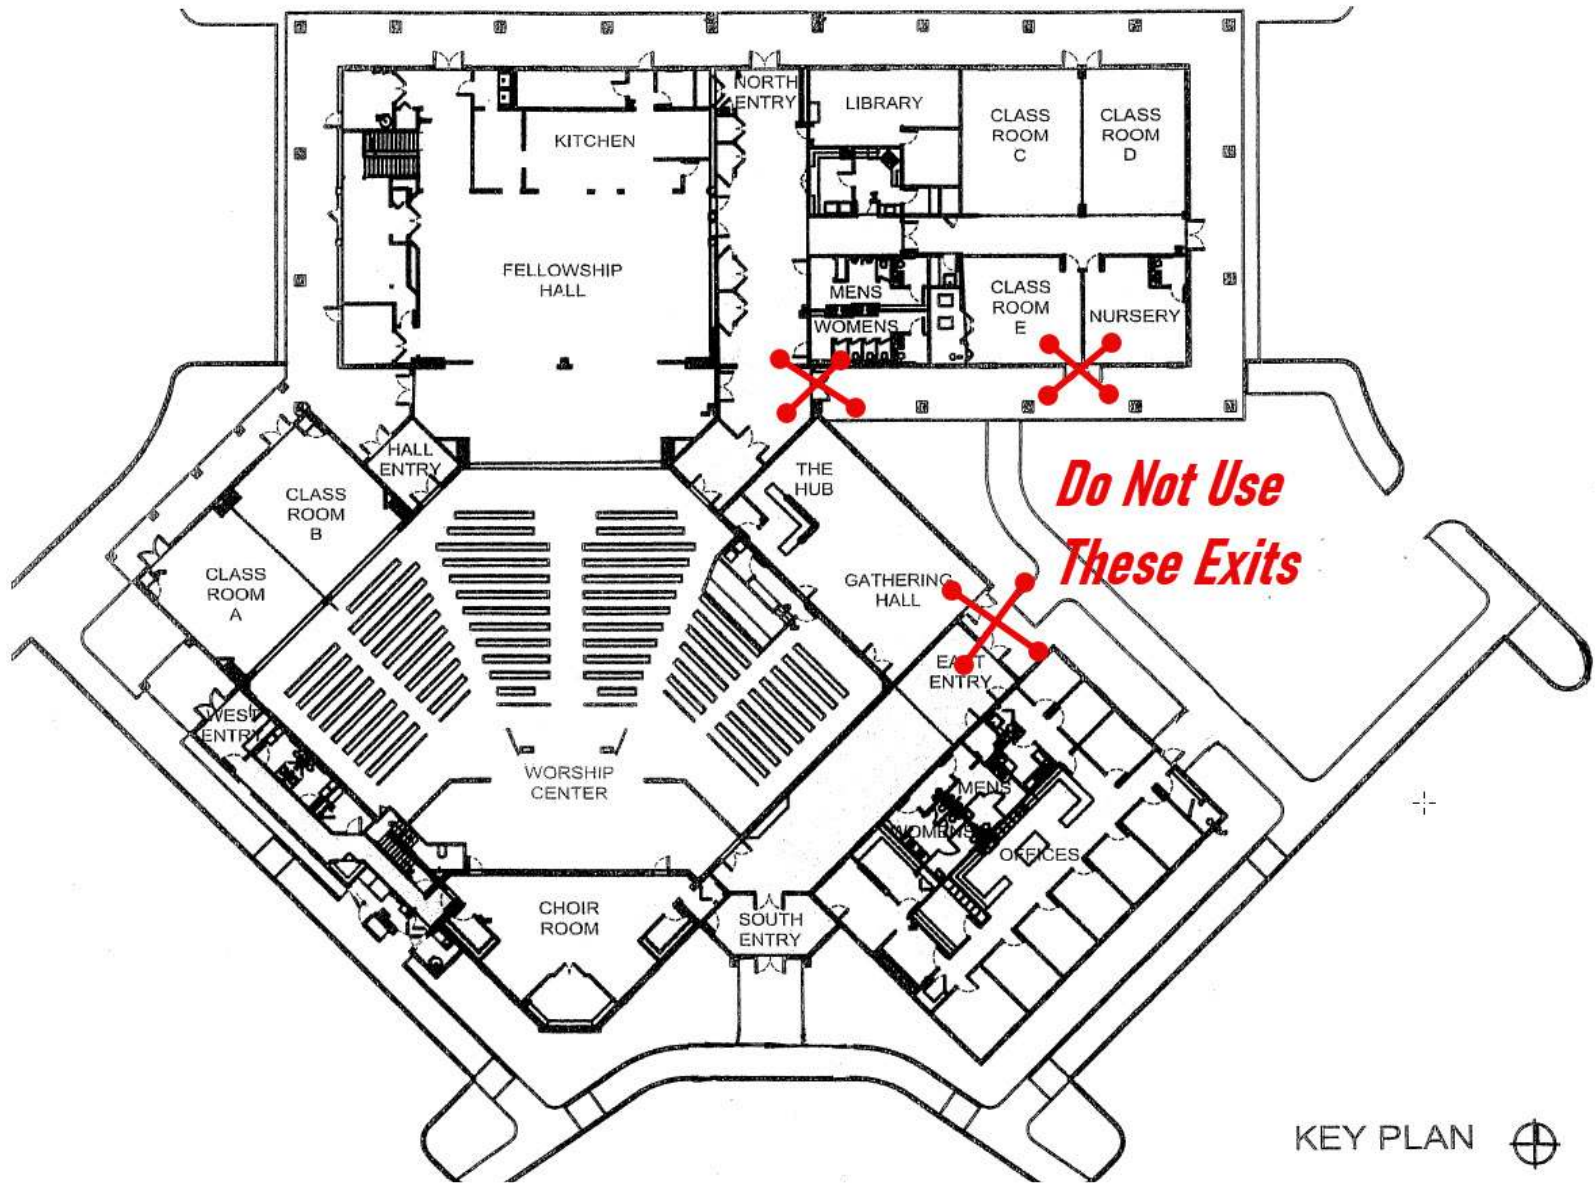 NORTH
ENTRY
LIBRARY
CLASS
ROOM
C
CLASS
ROOM
D
KITCHEN
FELLOWSHIP
HALL
MENS
WOMENS
CLASS
ROOM
E
NURSERY
HALL
ENTRY
THE
HUB
Do Not Use
These Exits
CLASS
ROOM
B
CLASS
ROOM
A
GATHERING
HALL
EAST
ENTRY
WEST
ENTRY
WORSHIP
CENTER
MENS
WOMENS
OFFICES
CHOIR
ROOM
SOUTH
ENTRY
KEY PLAN